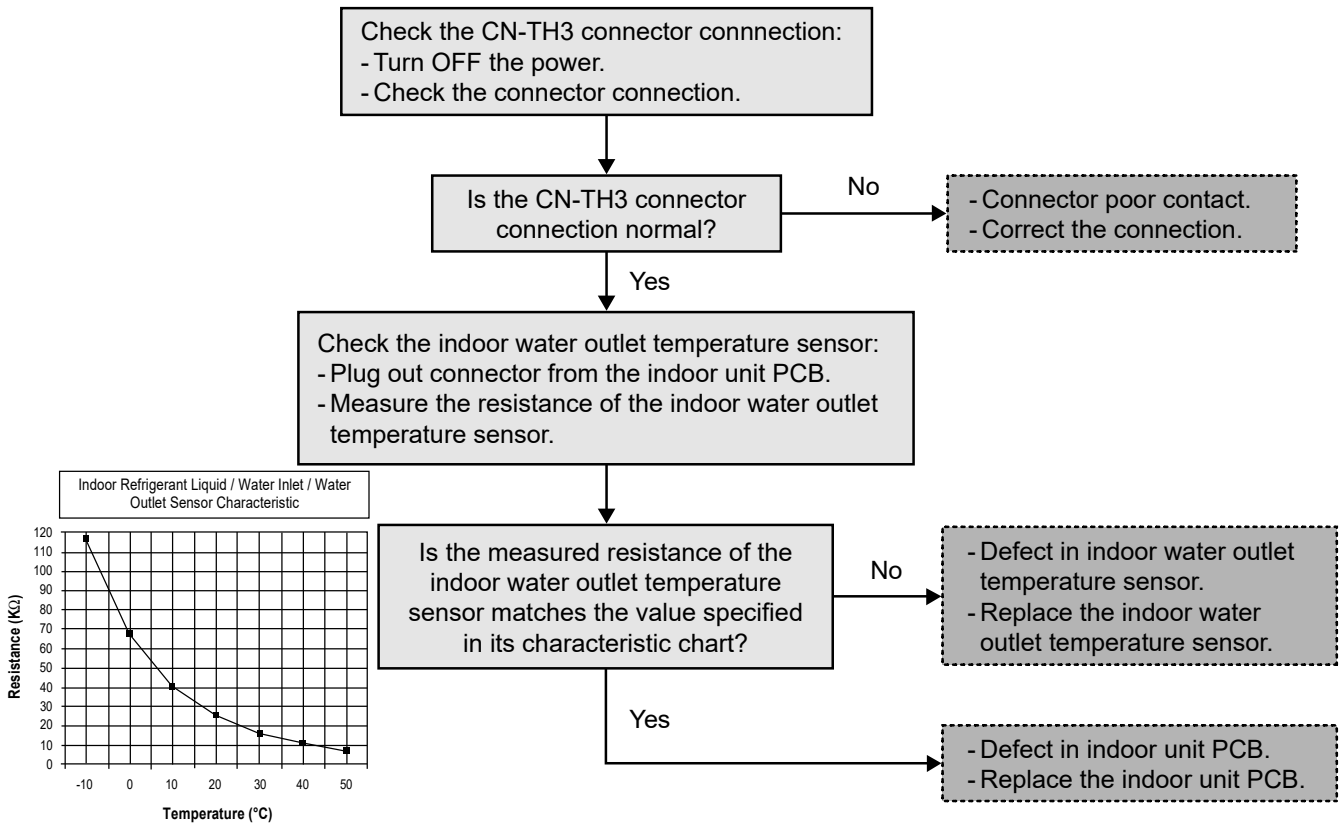 Check the CN-TH3 connector connnection:
- Turn OFF the power.
- Check the connector connection.
Is the CN-TH3 connector
connection normal?
No
- Connector poor contact.
- Correct the connection.
Yes
Check the indoor water outlet temperature sensor:
- Plug out connector from the indoor unit PCB.
- Measure the resistance of the indoor water outlet
temperature sensor.
Indoor Refrigerant Liquid / Water Inlet / Water
Outlet Sensor Characteristic
120
110
100
90
80
70
60
50
40
30
20
10
0
Resistance (KΩ)
-10 0 10 20 30 40 50
Temperature (°C)
Is the measured resistance of the
indoor water outlet temperature
sensor matches the value specified
in its characteristic chart?
No
- Defect in indoor water outlet
temperature sensor.
- Replace the indoor water
outlet temperature sensor.
Yes
- Defect in indoor unit PCB.
- Replace the indoor unit PCB.